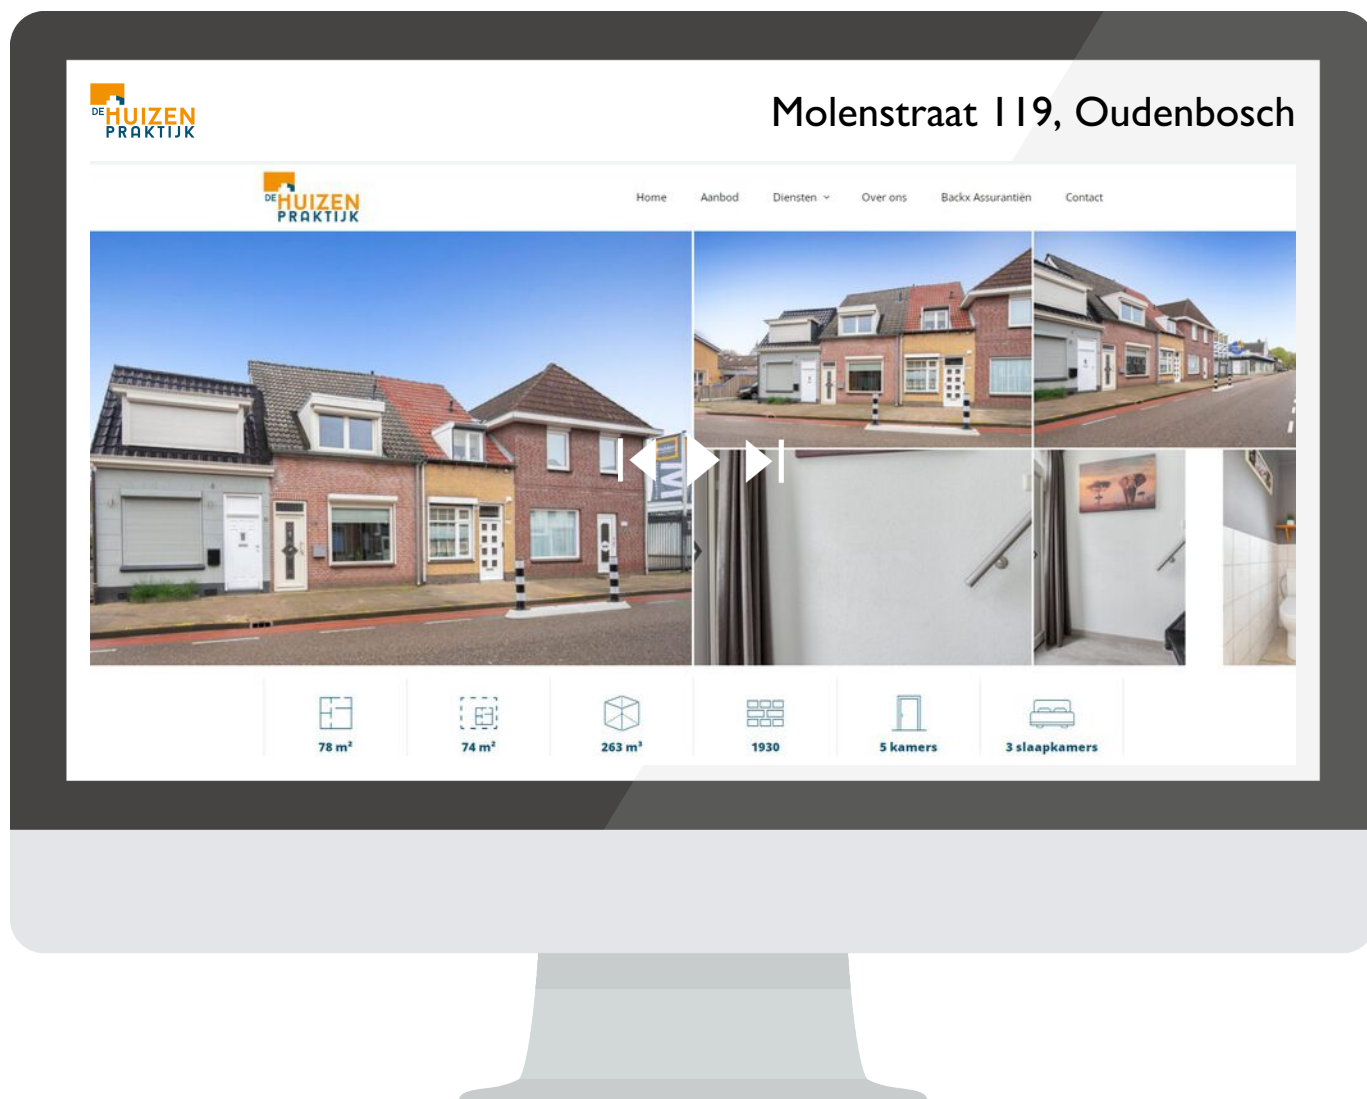 DE HUIZEN
PRAKTIJK
Molenstraat 119, Oudenbosch
DE HUIZEN
PRAKTIJK
Home Aanbod Diensten Over ons Backx Assurantiën Contact
78 m² 74 m² 263 m³ 1930 5 kamers 3 slaapkamers